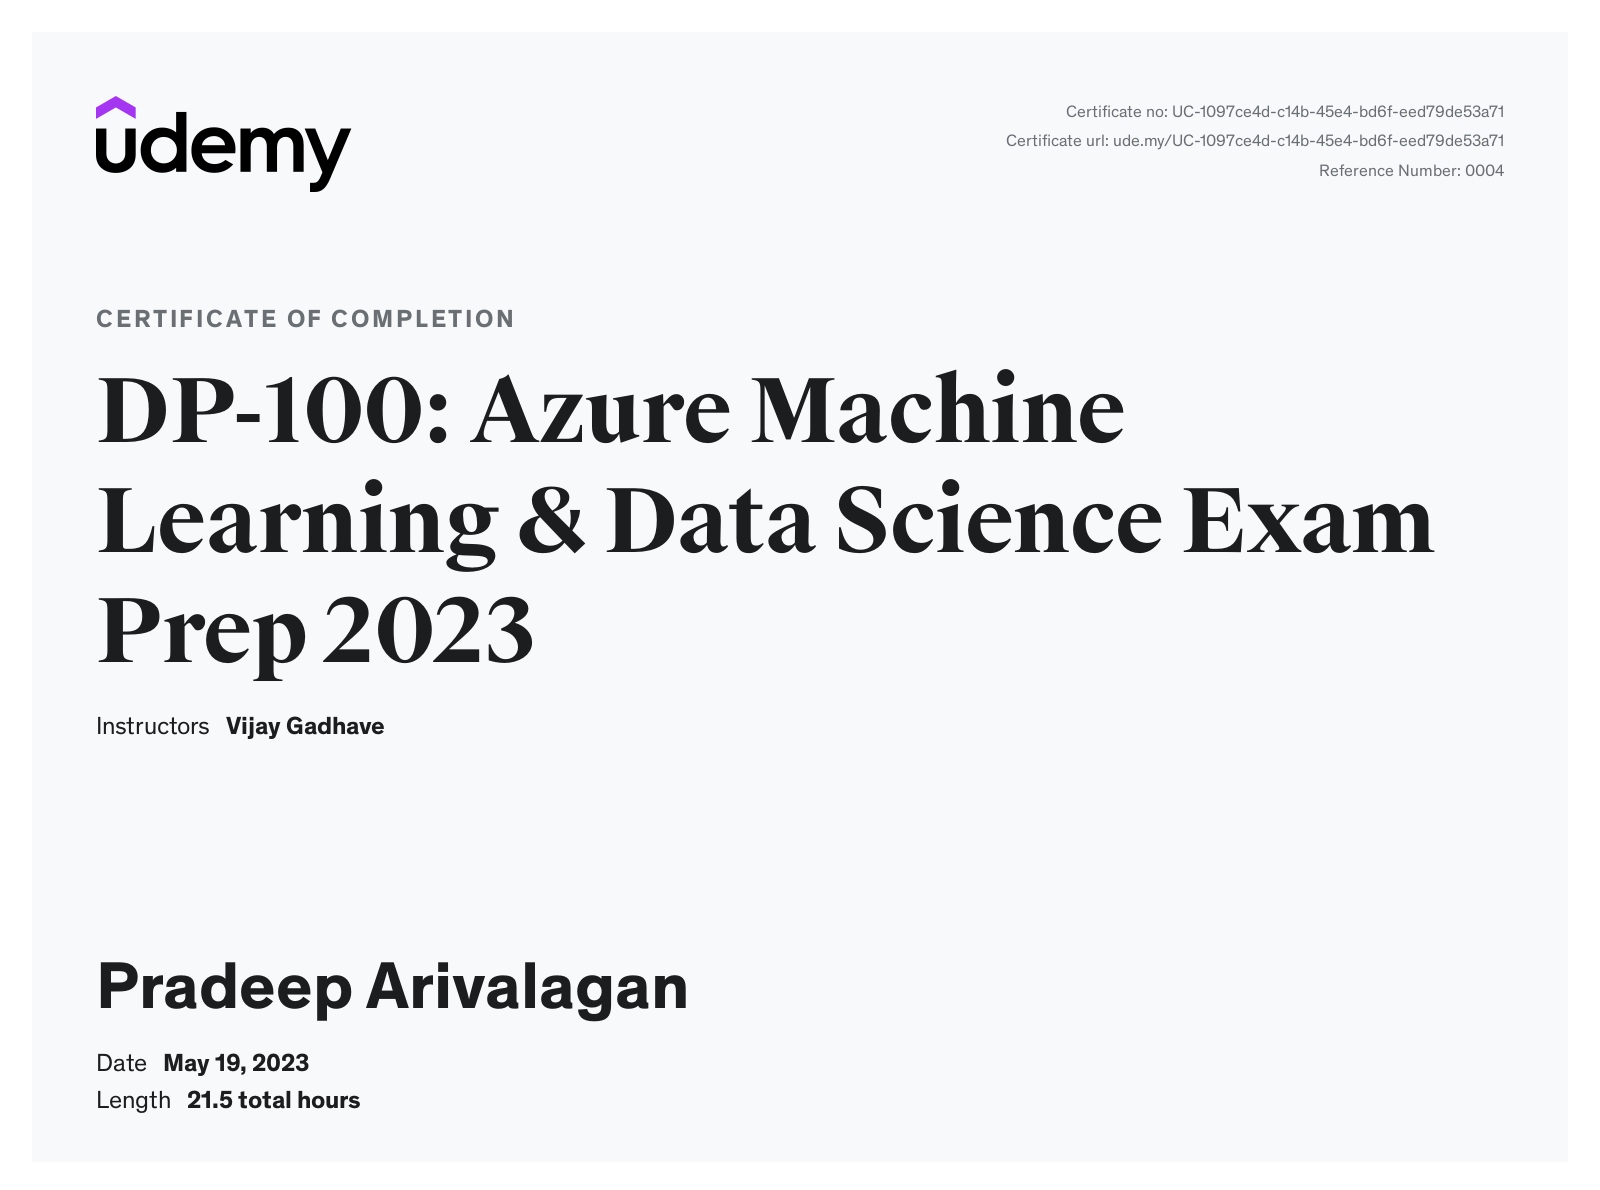 udemy
Certificate no: UC-1097ce4d-c14b-45e4-bd6f-eed79de53a71
Certificate url: ude.my/UC-1097ce4d-c14b-45e4-bd6f-eed79de53a71
Reference Number: 0004
CERTIFICATE OF COMPLETION
DP-100: Azure Machine
Learning & Data Science Exam
Prep 2023
Instructors Vijay Gadhave
Pradeep Arivalagan
Date May 19, 2023
Length 21.5 total hours